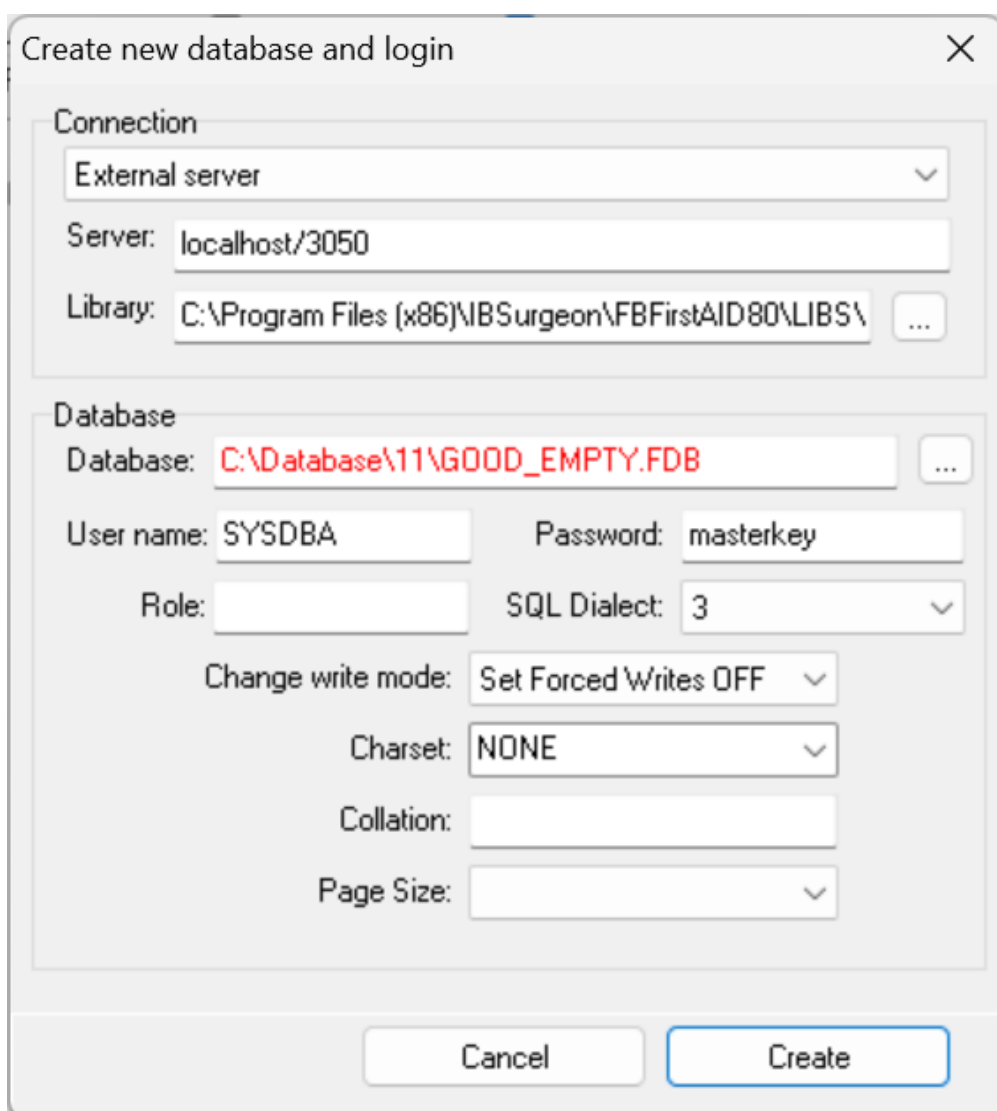 Create new database and login
Connection
External server
Server: localhost/3050
Library: C:\Program Files (x86)\IBSurgeon\FBFirstAID80\LIBS\ ...
Database
Database: C:\Database\11\GOOD_EMPTY.FDB ...
User name: SYSDBA Password: masterkey
Role: SQL Dialect: 3
Change write mode: Set Forced Writes OFF
Charset: NONE
Collation:
Page Size:
Cancel Create